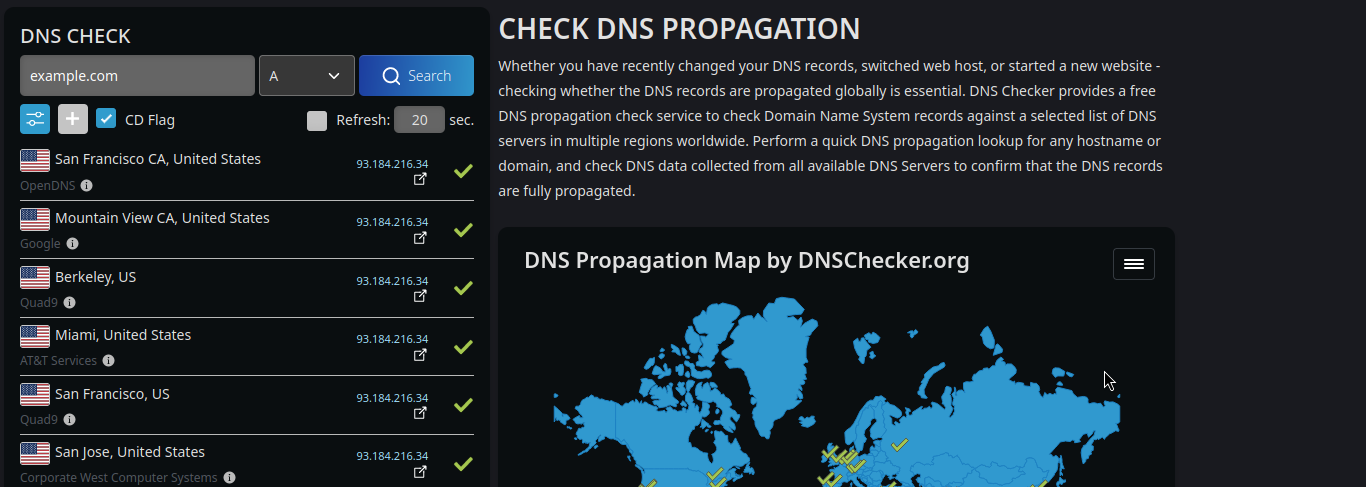 DNS CHECK
example.com
A
Search
CD Flag
Refresh:
20
sec.
San Francisco CA, United States
93.184.216.34
OpenDNS
Mountain View CA, United States
93.184.216.34
Google
Berkeley, US
93.184.216.34
Quad9
Miami, United States
93.184.216.34
AT&T Services
San Francisco, US
93.184.216.34
Quad9
San Jose, United States
93.184.216.34
Corporate West Computer Systems
CHECK DNS PROPAGATION
Whether you have recently changed your DNS records, switched web host, or started a new website -
checking whether the DNS records are propagated globally is essential. DNS Checker provides a free
DNS propagation check service to check Domain Name System records against a selected list of DNS
servers in multiple regions worldwide. Perform a quick DNS propagation lookup for any hostname or
domain, and check DNS data collected from all available DNS Servers to confirm that the DNS records
are fully propagated.
DNS Propagation Map by DNSChecker.org